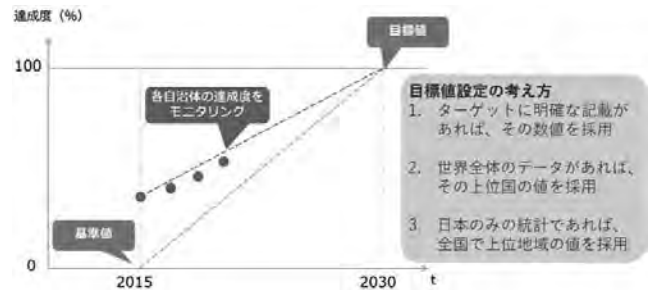 達成度（%）
目標値
100
各自治体の達成度を
モニタリング
目標値設定の考え方
1. ターゲットに明確な記載が
あれば、その数値を採用
2. 世界全体のデータがあれば、
その上位国の値を採用
3. 日本のみの統計であれば、
全国で上位地域の値を採用
基準値
0
2015
2030
t